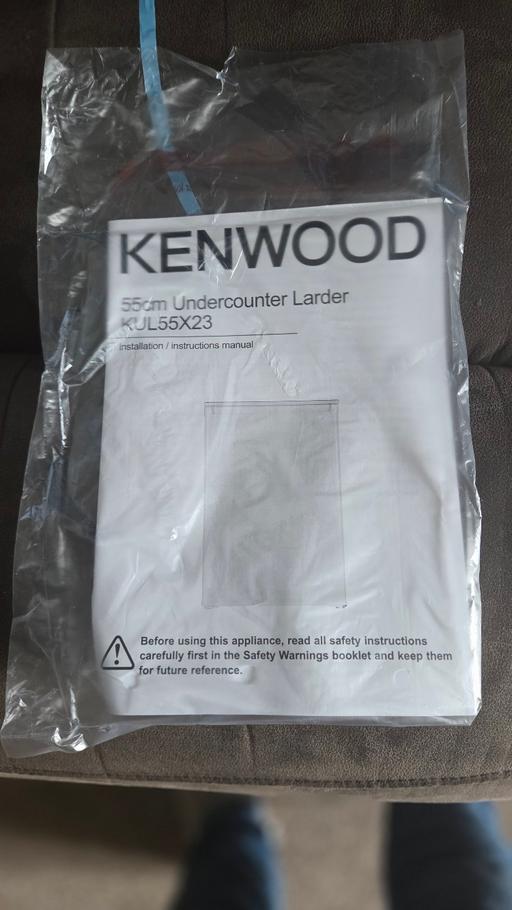 KENWOOD
55cm Undercounter Larder
KUL55X23
Installation / instructions manual
Before using this appliance, read all safety instructions
carefully first in the Safety Warnings booklet and keep them
for future reference.